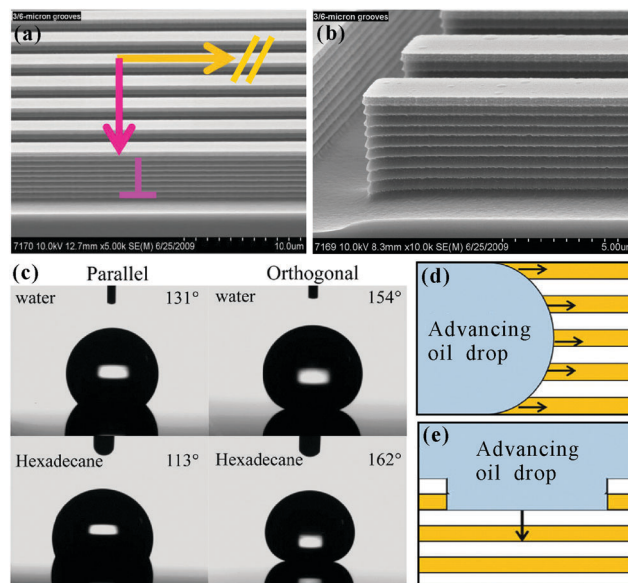 3/6-micron grooves
(a)
7170 10.0kV 12.7mm x5.00k SE(M) 6/25/2009
10.0um
3/6-micron grooves
(b)
7169 10.0kV 8.3mm x10.0k SE(M) 6/25/2009
5.00um
(c)
Parallel
Orthogonal
water
131°
water
154°
Hexadecane
113°
Hexadecane
162°
(d)
Advancing
oil drop
(e)
Advancing
oil drop